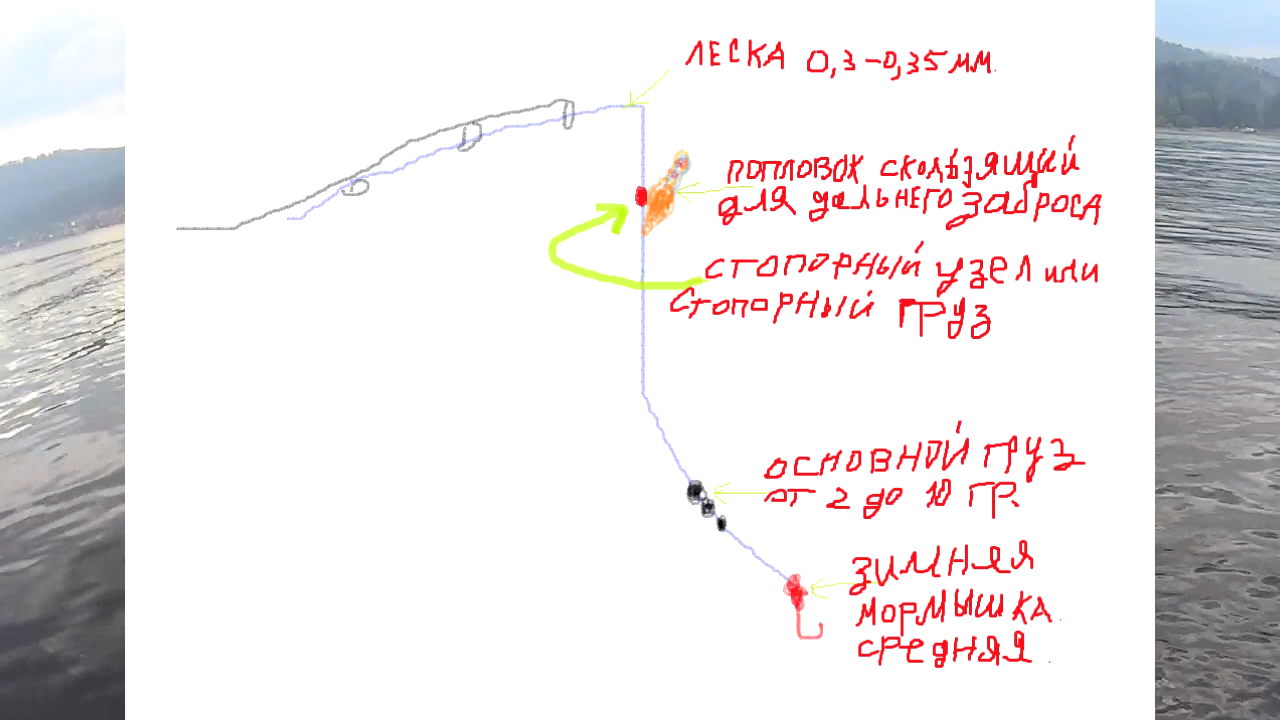 ЛЕСКА 0,3-0,35 мм.
ПОПЛОВОК СКОЛЬЗЯЩИЙ
для дальнего заброса
СТОПОРНЫЙ УЗЕЛ или
СТОПОРНЫЙ ГРУЗ
ОСНОВНОЙ ГРУЗ
от 2 до 10 ГР.
ЗИМНЯЯ
МОРМЫШКА
СРЕДНЯЯ.